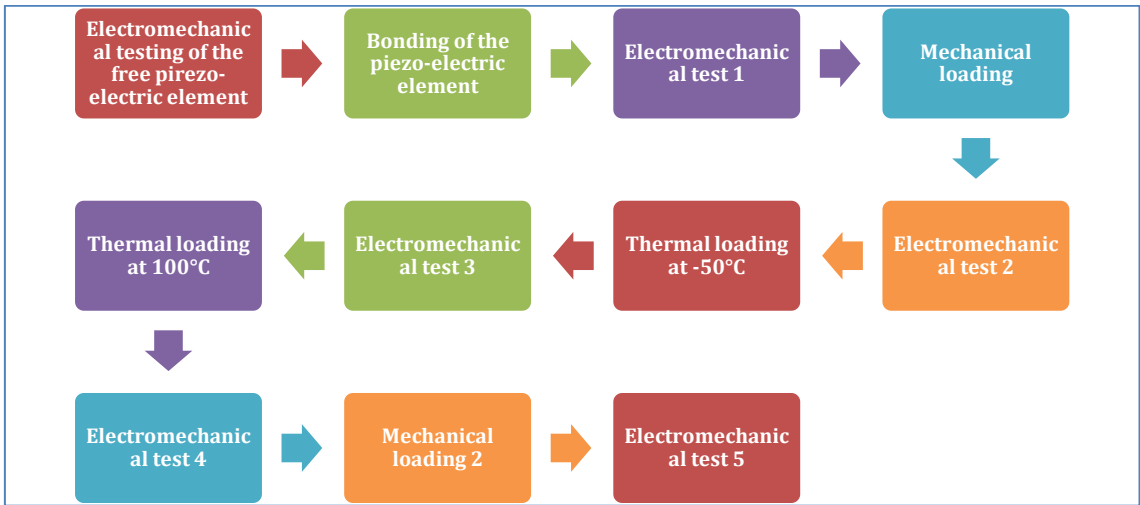 Electromechanic
al testing of the
free pirezo-
electric element
Bonding of the
piezo-electric
element
Electromechanic
al test 1
Mechanical
loading
Electromechanic
al test 2
Thermal loading
at -50°C
Electromechanic
al test 3
Thermal loading
at 100°C
Electromechanic
al test 4
Mechanical
loading 2
Electromechanic
al test 5